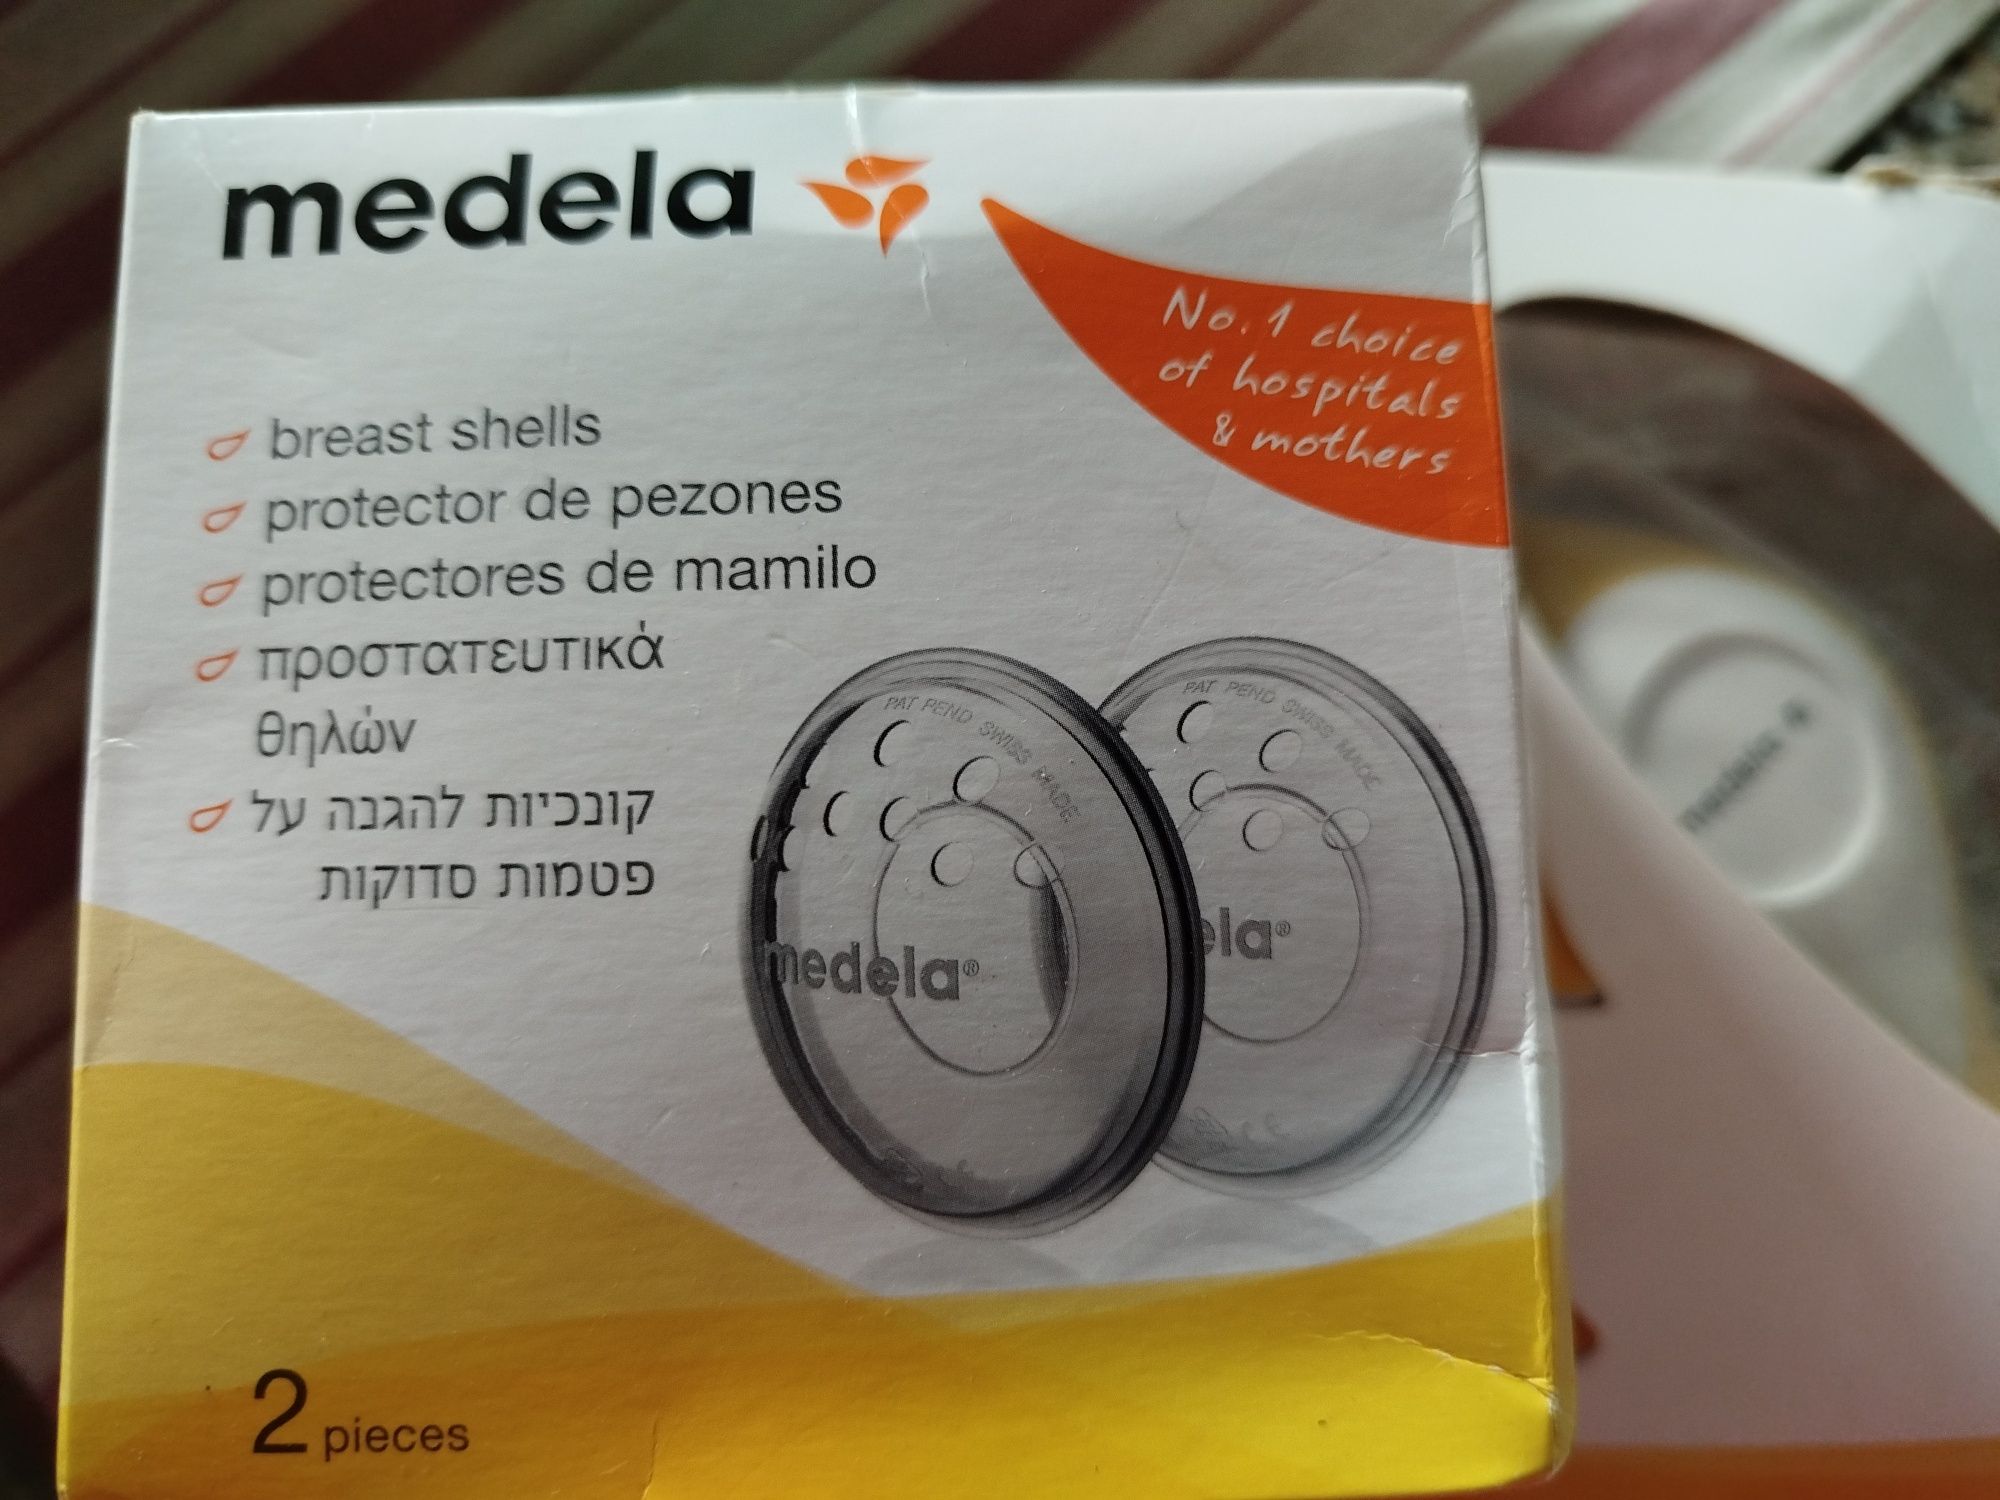 medela
No. 1 choice
of hospitals
& mothers
breast shells
protector de pezones
protectores de mamilo
προστατευτικά
θηλών
קונכיות להגנה על
פטמות סדוקות
PAT PEND SWISS MADE
medela®
PAT PEND SWISS MADE
ela®
2 pieces
medela